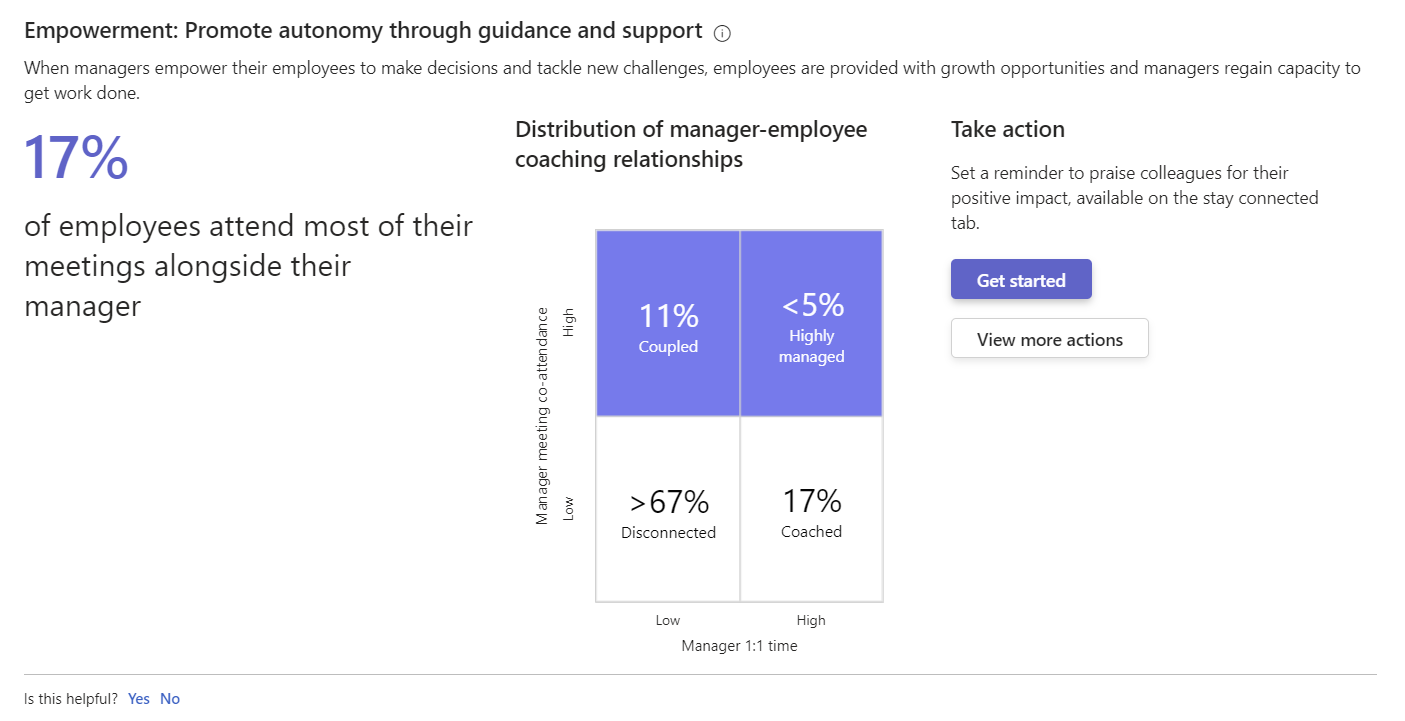 Empowerment: Promote autonomy through guidance and support
When managers empower their employees to make decisions and tackle new challenges, employees are provided with growth opportunities and managers regain capacity to
get work done.
17%
of employees attend most of their
meetings alongside their
manager
Distribution of manager-employee
coaching relationships
Manager meeting co-attendance
High
Low
11%
Coupled
<5%
Highly
managed
>67%
Disconnected
17%
Coached
Low
High
Manager 1:1 time
Take action
Set a reminder to praise colleagues for their
positive impact, available on the stay connected
tab.
Get started
View more actions
Is this helpful? Yes No